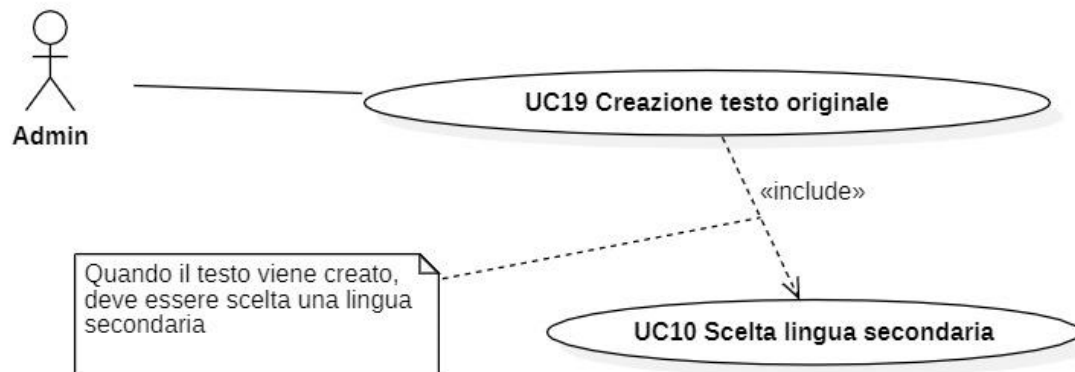 UC19 Creazione testo originale
Admin
«include»
Quando il testo viene creato,
deve essere scelta una lingua
secondaria
UC10 Scelta lingua secondaria